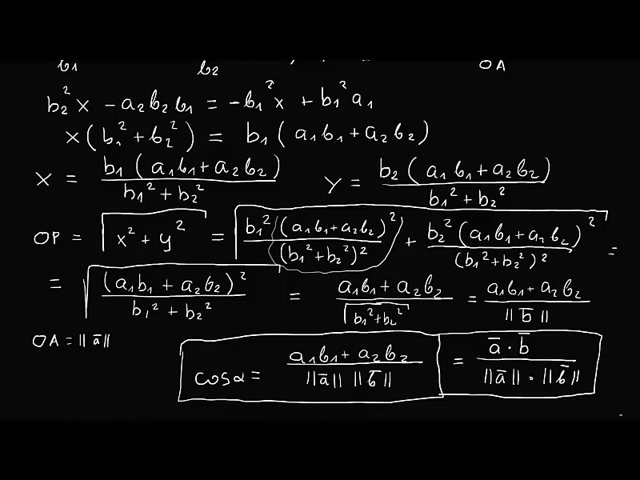 b₁ b₂ OA
b₂²x - a₂b₂b₁ = -b₁²x + b₁²a₁
x(b₁² + b₂²) = b₁(a₁b₁ + a₂b₂)
x = b₁(a₁b₁ + a₂b₂) / (b₁² + b₂²) y = b₂(a₁b₁ + a₂b₂) / (b₁² + b₂²)
OP = √(x² + y²) = √(b₁²(a₁b₁ + a₂b₂)² / (b₁² + b₂²)² + b₂²(a₁b₁ + a₂b₂)² / (b₁² + b₂²)²) =
= √((a₁b₁ + a₂b₂)² / (b₁² + b₂²)) = (a₁b₁ + a₂b₂) / √(b₁² + b₂²) = (a₁b₁ + a₂b₂) / ||b̅||
OA = ||a̅||
cosα = (a₁b₁ + a₂b₂) / (||a̅|| ||b̅||) = (a̅ · b̅) / (||a̅|| · ||b̅||)